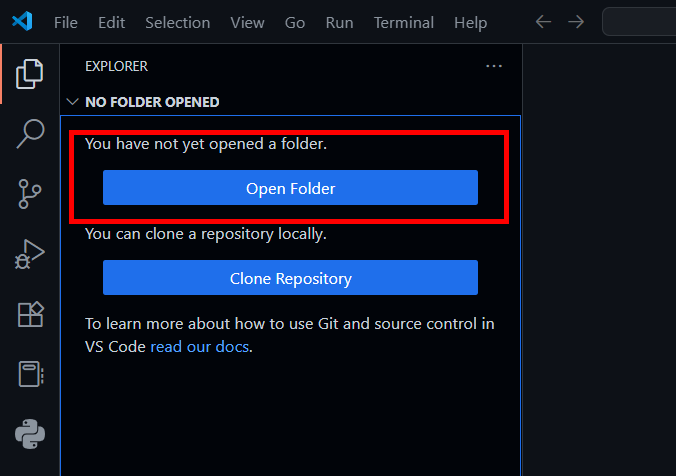 File Edit Selection View Go Run Terminal Help
EXPLORER
NO FOLDER OPENED
You have not yet opened a folder.
Open Folder
You can clone a repository locally.
Clone Repository
To learn more about how to use Git and source control in
VS Code read our docs.